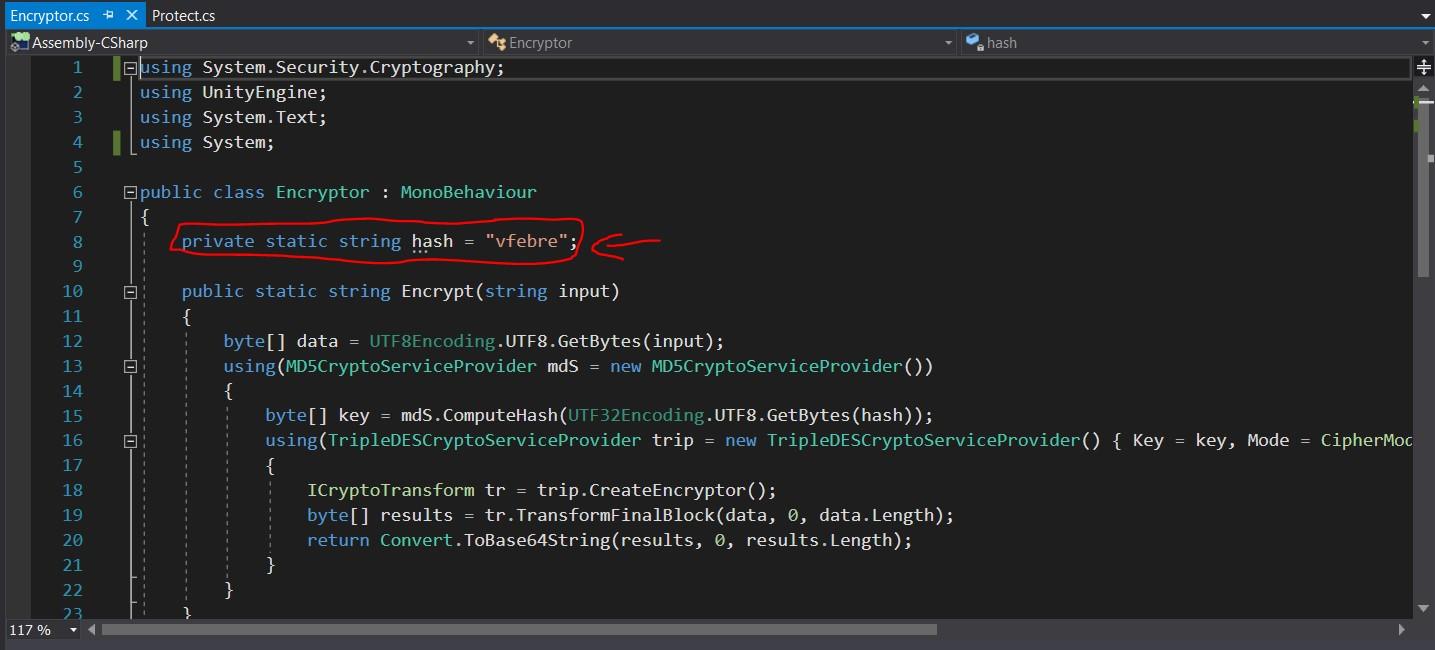 Encryptor.cs Protect.cs
Assembly-CSharp Encryptor hash
1 using System.Security.Cryptography;
2 using UnityEngine;
3 using System.Text;
4 using System;
5
6 public class Encryptor : MonoBehaviour
7 {
8 private static string hash = "vfebre";
9
10 public static string Encrypt(string input)
11 {
12 byte[] data = UTF8Encoding.UTF8.GetBytes(input);
13 using(MD5CryptoServiceProvider mdS = new MD5CryptoServiceProvider())
14 {
15 byte[] key = mdS.ComputeHash(UTF32Encoding.UTF8.GetBytes(hash));
16 using(TripleDESCryptoServiceProvider trip = new TripleDESCryptoServiceProvider() { Key = key, Mode = CipherMod
17 {
18 ICryptoTransform tr = trip.CreateEncryptor();
19 byte[] results = tr.TransformFinalBlock(data, 0, data.Length);
20 return Convert.ToBase64String(results, 0, results.Length);
21 }
22 }
23 }
117 %